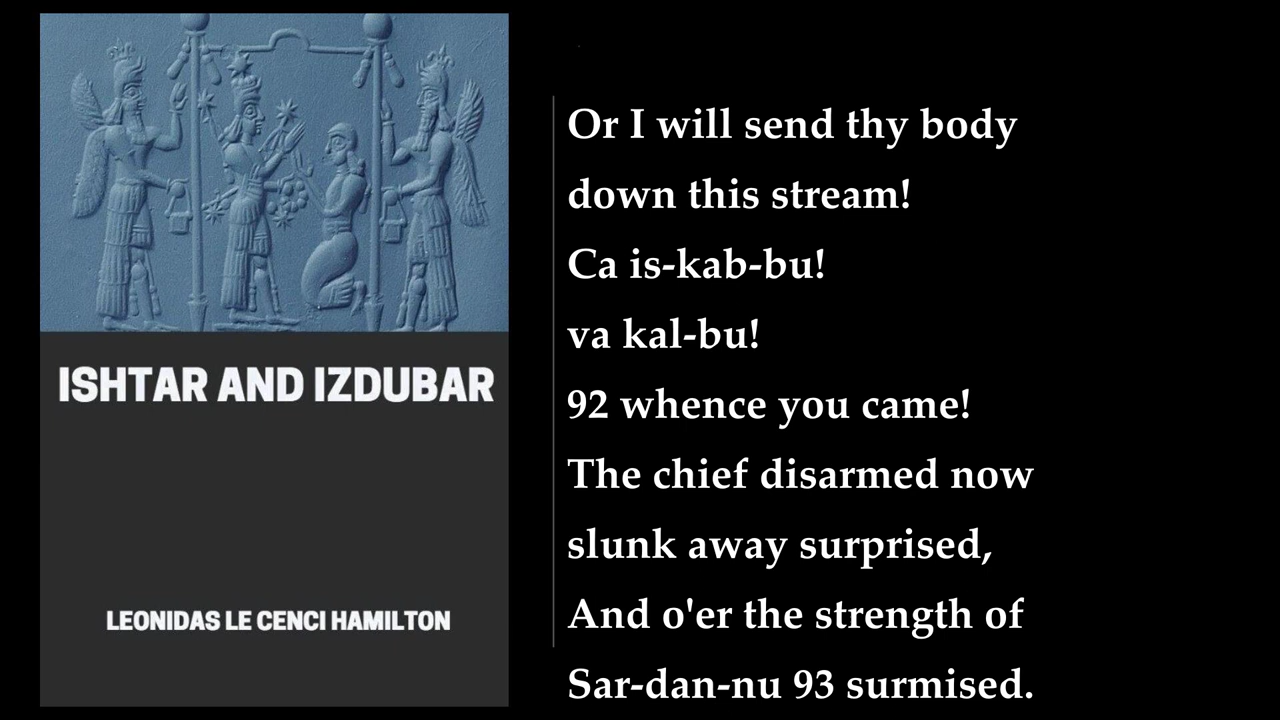 ISHTAR AND IZDUBAR
LEONIDAS LE CENCI HAMILTON
Or I will send thy body
down this stream!
Ca is-kab-bu!
va kal-bu!
92 whence you came!
The chief disarmed now
slunk away surprised,
And o'er the strength of
Sar-dan-nu 93 surmised.